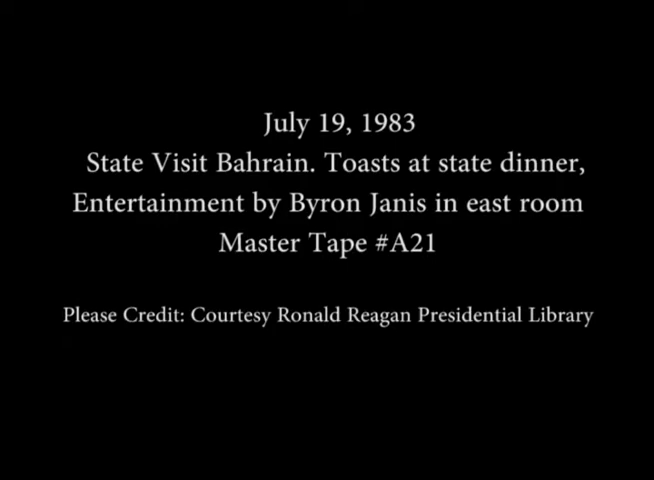 July 19, 1983
State Visit Bahrain. Toasts at state dinner,
Entertainment by Byron Janis in east room
Master Tape #A21
Please Credit: Courtesy Ronald Reagan Presidential Library